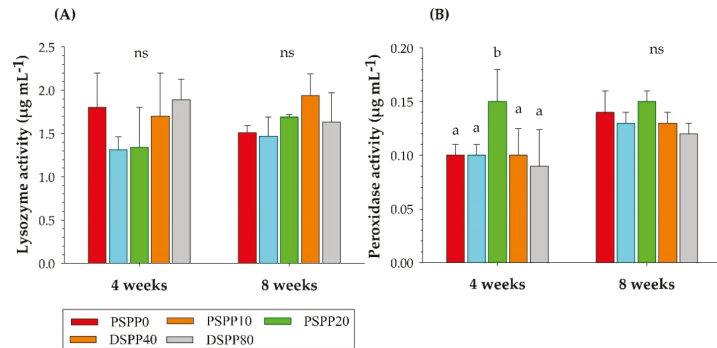 (A)
(B)
Lysozyme activity (µg mL-1)
2.5
2.0
1.5
1.0
0.5
0.0
ns
ns
4 weeks
8 weeks
Peroxidase activity (µg mL-1)
0.20
0.15
0.10
0.05
0.00
a
a
b
a
a
ns
4 weeks
8 weeks
PSPP0 PSPP10 PSPP20
DSPP40 DSPP80